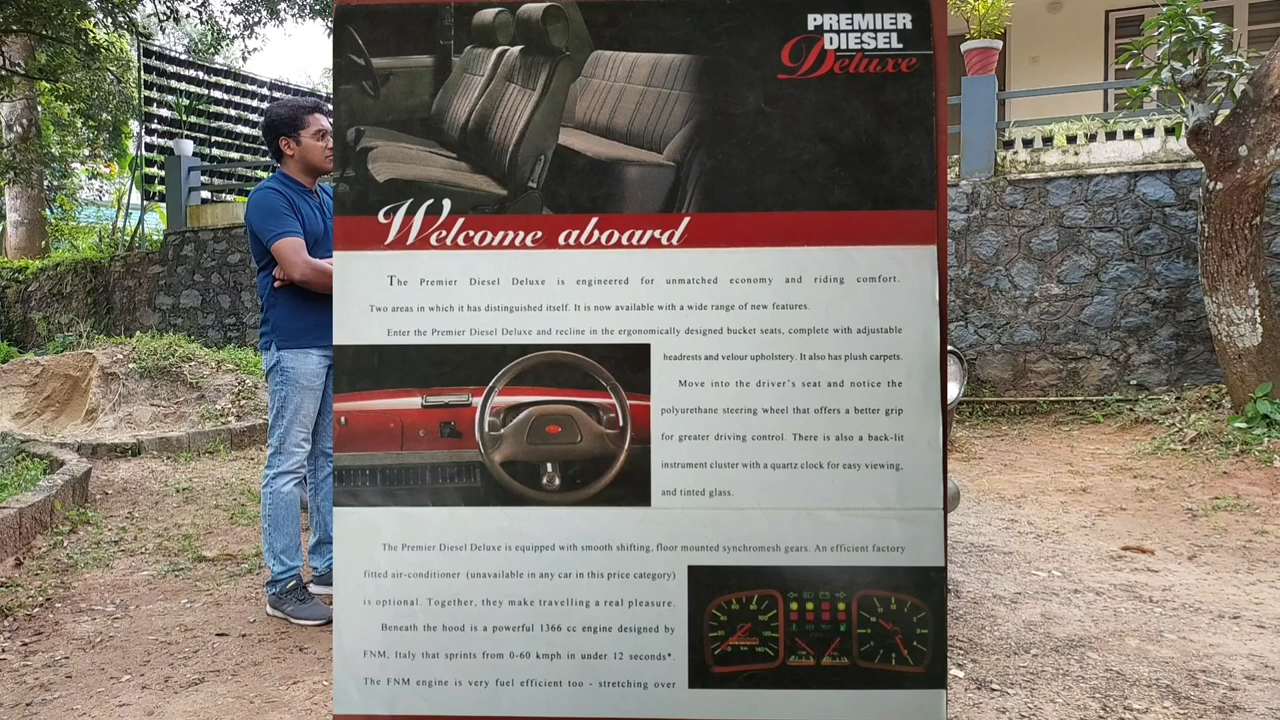 PREMIER
DIESEL
Deluxe
Welcome aboard
The Premier Diesel Deluxe is engineered for unmatched economy and riding comfort.
Two areas in which it has distinguished itself. It is now available with a wide range of new features.
Enter the Premier Diesel Deluxe and recline in the ergonomically designed bucket seats, complete with adjustable
headrests and velour upholstery. It also has plush carpets.
Move into the driver's seat and notice the
polyurethane steering wheel that offers a better grip
for greater driving control. There is also a back-lit
instrument cluster with a quartz clock for easy viewing,
and tinted glass.
The Premier Diesel Deluxe is equipped with smooth shifting, floor mounted synchromesh gears. An efficient factory
fitted air-conditioner (unavailable in any car in this price category)
is optional. Together, they make travelling a real pleasure.
Beneath the hood is a powerful 1366 cc engine designed by
FNM, Italy that sprints from 0-60 kmph in under 12 seconds*.
The FNM engine is very fuel efficient too - stretching over